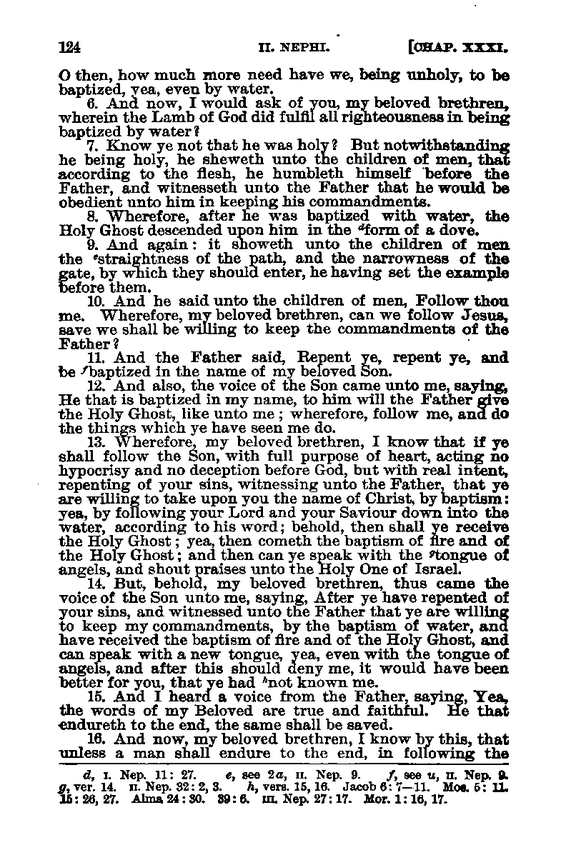 124 II. NEPHI. [CHAP. XXXI.
O then, how much more need have we, being unholy, to be
baptized, yea, even by water.
6. And now, I would ask of you, my beloved brethren,
wherein the Lamb of God did fulfil all righteousness in being
baptized by water?
7. Know ye not that he was holy? But notwithstanding
he being holy, he sheweth unto the children of men, that
according to the flesh, he humbleth himself before the
Father, and witnesseth unto the Father that he would be
obedient unto him in keeping his commandments.
8. Wherefore, after he was baptized with water, the
Holy Ghost descended upon him in the dform of a dove.
9. And again: it showeth unto the children of men
the estraightness of the path, and the narrowness of the
gate, by which they should enter, he having set the example
before them.
10. And he said unto the children of men, Follow thou
me. Wherefore, my beloved brethren, can we follow Jesus,
save we shall be willing to keep the commandments of the
Father?
11. And the Father said, Repent ye, repent ye, and
be fbaptized in the name of my beloved Son.
12. And also, the voice of the Son came unto me, saying,
He that is baptized in my name, to him will the Father give
the Holy Ghost, like unto me; wherefore, follow me, and do
the things which ye have seen me do.
13. Wherefore, my beloved brethren, I know that if ye
shall follow the Son, with full purpose of heart, acting no
hypocrisy and no deception before God, but with real intent,
repenting of your sins, witnessing unto the Father, that ye
are willing to take upon you the name of Christ, by baptism:
yea, by following your Lord and your Saviour down into the
water, according to his word; behold, then shall ye receive
the Holy Ghost; yea, then cometh the baptism of fire and of
the Holy Ghost; and then can ye speak with the gtongue of
angels, and shout praises unto the Holy One of Israel.
14. But, behold, my beloved brethren, thus came the
voice of the Son unto me, saying, After ye have repented of
your sins, and witnessed unto the Father that ye are willing
to keep my commandments, by the baptism of water, and
have received the baptism of fire and of the Holy Ghost, and
can speak with a new tongue, yea, even with the tongue of
angels, and after this should deny me, it would have been
better for you, that ye had hnot known me.
15. And I heard a voice from the Father, saying, Yea,
the words of my Beloved are true and faithful. He that
endureth to the end, the same shall be saved.
16. And now, my beloved brethren, I know by this, that
unless a man shall endure to the end, in following the
d, I. Nep. 11: 27. e, see 2a, II. Nep. 9. f, see u, II. Nep. 9.
g, ver. 14. II. Nep. 32: 2, 3. h, vers. 15, 16. Jacob 6: 7—11. Mos. 5: 11.
15: 26, 27. Alma 24: 30. 39: 6. III. Nep. 27: 17. Mor. 1: 16, 17.